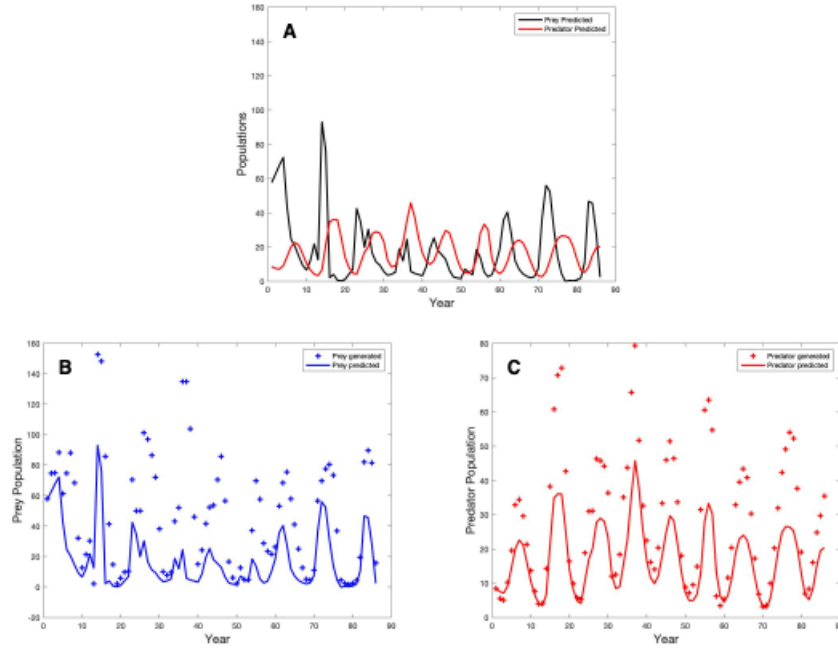 A
Prey Predicted
Predator Predicted
160
140
120
100
80
60
40
20
0
Populations
0 10 20 30 40 50 60 70 80 90
Year
B
Prey generated
Prey predicted
160
140
120
100
80
60
40
20
0
-20
Prey Population
0 10 20 30 40 50 60 70 80 90
Year
C
Predator generated
Predator predicted
80
70
60
50
40
30
20
10
0
Predator Population
0 10 20 30 40 50 60 70 80 90
Year